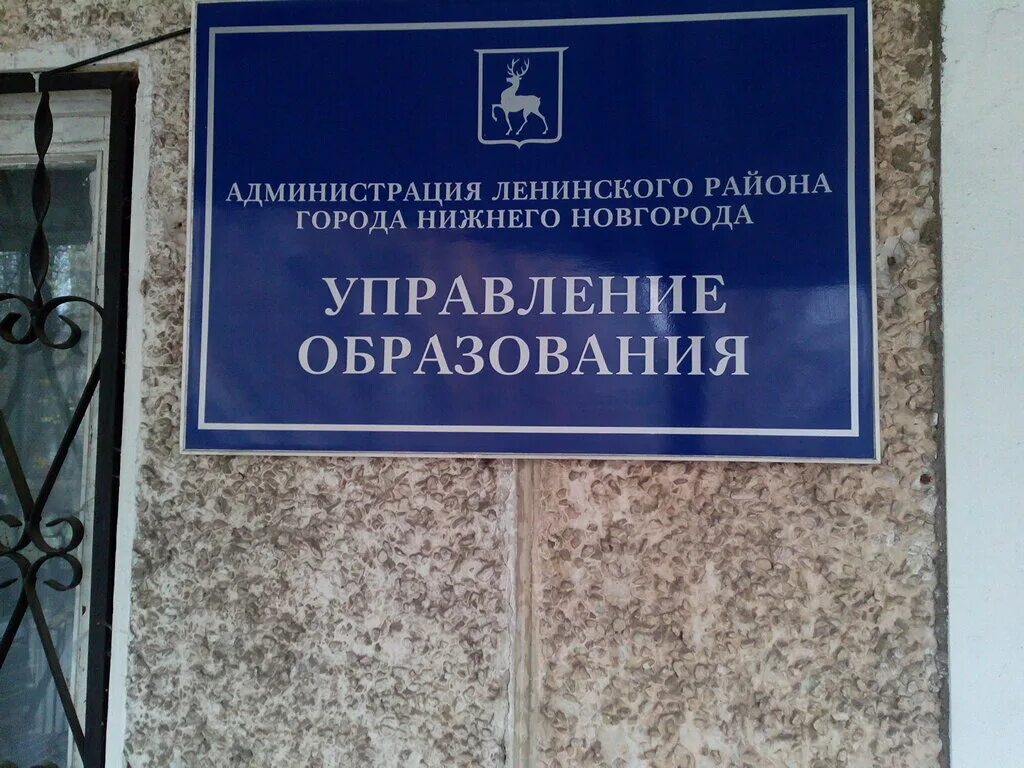 АДМИНИСТРАЦИЯ ЛЕНИНСКОГО РАЙОНА
ГОРОДА НИЖНЕГО НОВГОРОДА
УПРАВЛЕНИЕ
ОБРАЗОВАНИЯ